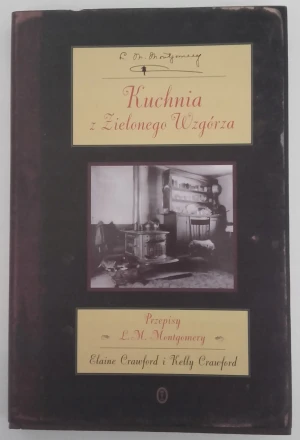 L. M. Montgomery
Kuchnia
z Zielonego Wzgórza
Przepisy
L. M. Montgomery
Elaine Crawford i Kelly Crawford